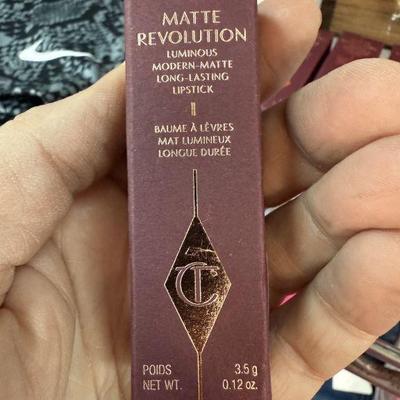 MATTE
REVOLUTION
LUMINOUS
MODERN-MATTE
LONG-LASTING
LIPSTICK
BAUME À LÈVRES
MAT LUMINEUX
LONGUE DURÉE
CT
POIDS 3.5 g
NET WT. 0.12 oz.